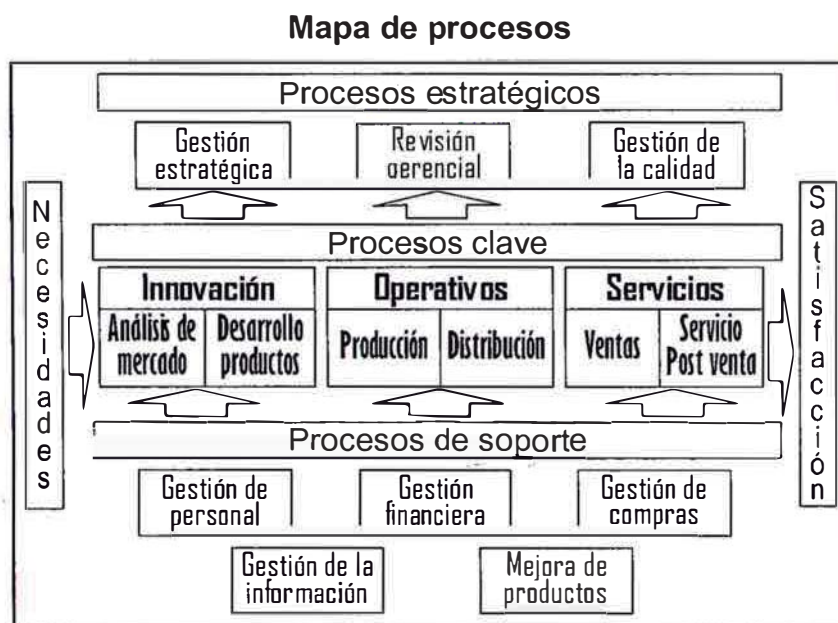 Mapa de procesos
Procesos estratégicos
Gestión
estratégica
Revisión
gerencial
Gestión de
la calidad
Necesidades
Satisfacción
Procesos clave
Innovación
Análisis de
mercado
Desarrollo
productos
Operativos
Producción
Distribución
Servicios
Ventas
Servicio
Post venta
Procesos de soporte
Gestión de
personal
Gestión
financiera
Gestión de
compras
Gestión de la
información
Mejora de
productos